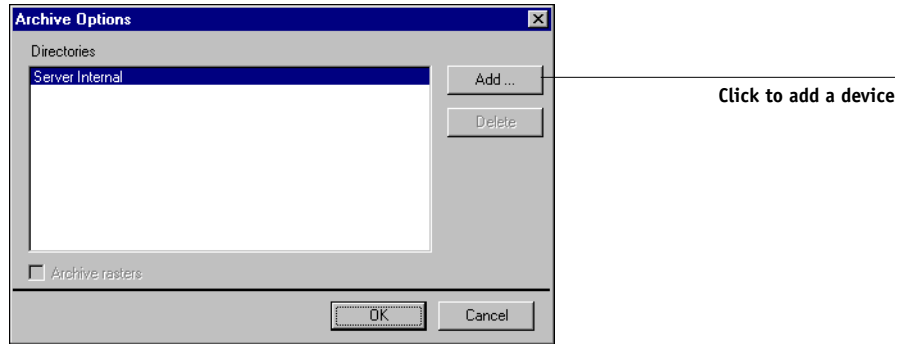 Archive Options
Directories
Server Internal
Add ...
Click to add a device
Delete
Archive rasters
OK
Cancel